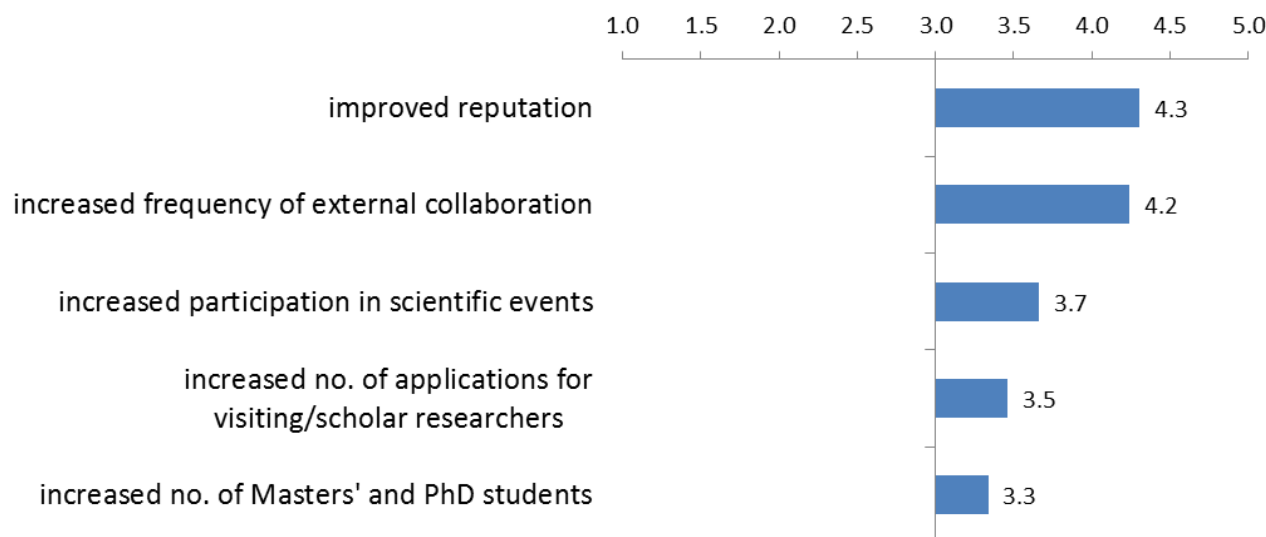 1.0 1.5 2.0 2.5 3.0 3.5 4.0 4.5 5.0
improved reputation 4.3
increased frequency of external collaboration 4.2
increased participation in scientific events 3.7
increased no. of applications for
visiting/scholar researchers 3.5
increased no. of Masters' and PhD students 3.3